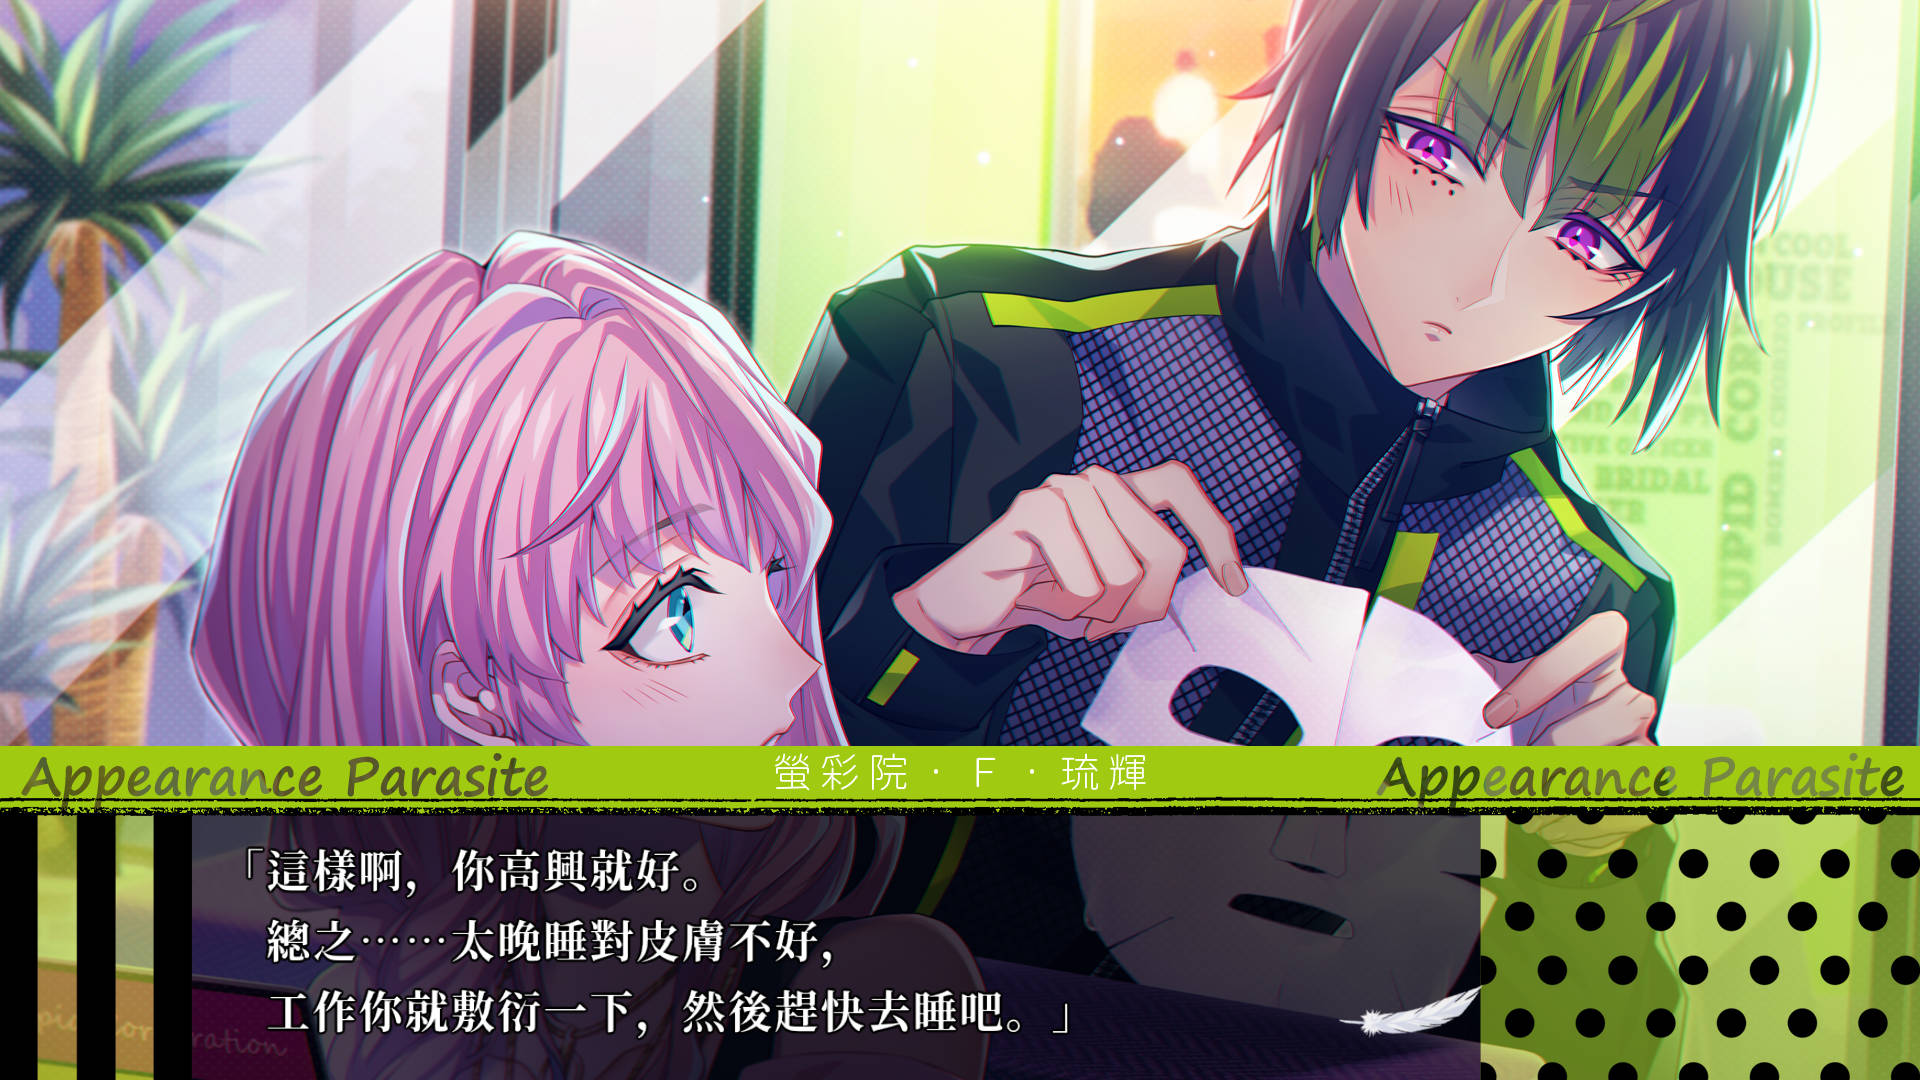 COOL
BRIDAL
Appearance Parasite
螢彩院・F・琉輝
Appearance Parasite
「這樣啊，你高興就好。
總之⋯⋯太晚睡對皮膚不好，
工作你就敷衍一下，然後趕快去睡吧。」